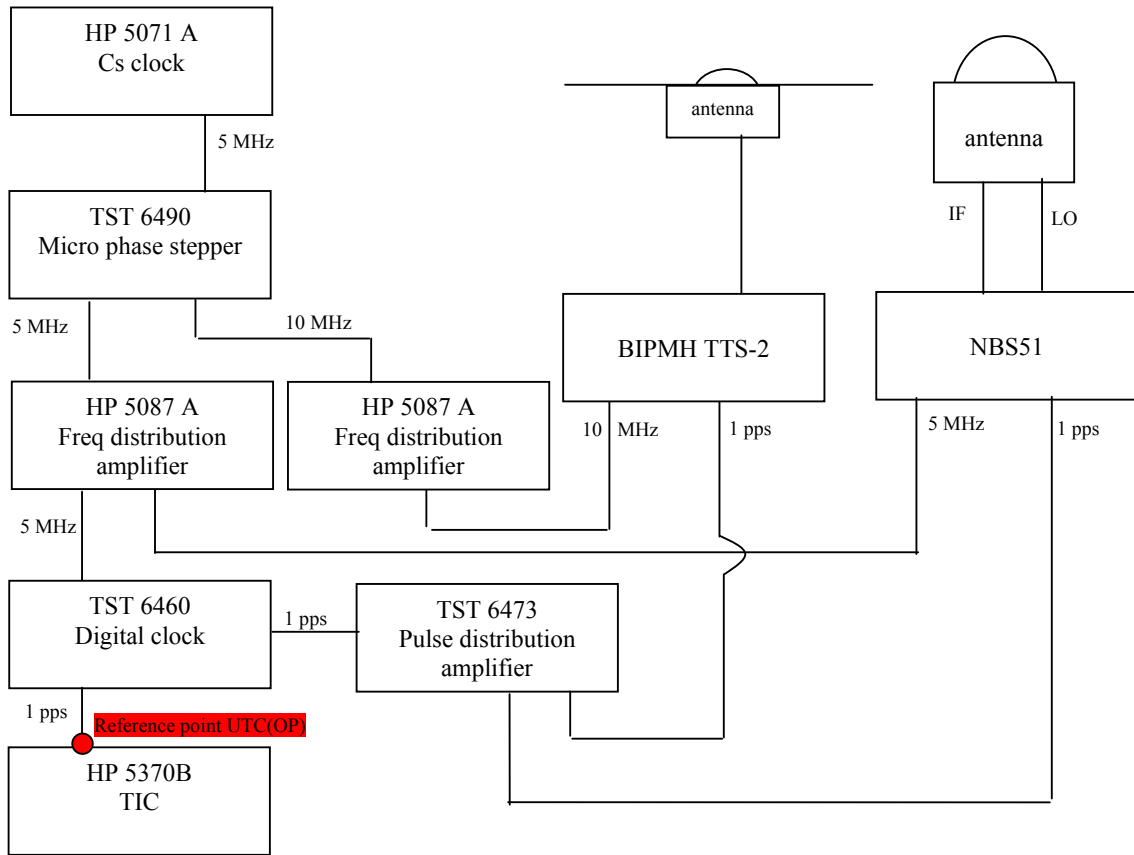 HP 5071 A
Cs clock
5 MHz
antenna
antenna
TST 6490
Micro phase stepper
IF
LO
5 MHz
10 MHz
BIPMH TTS-2
NBS51
HP 5087 A
Freq distribution
amplifier
HP 5087 A
Freq distribution
amplifier
10 MHz
1 pps
5 MHz
1 pps
5 MHz
TST 6460
Digital clock
1 pps
TST 6473
Pulse distribution
amplifier
1 pps
Reference point UTC(OP)
HP 5370B
TIC